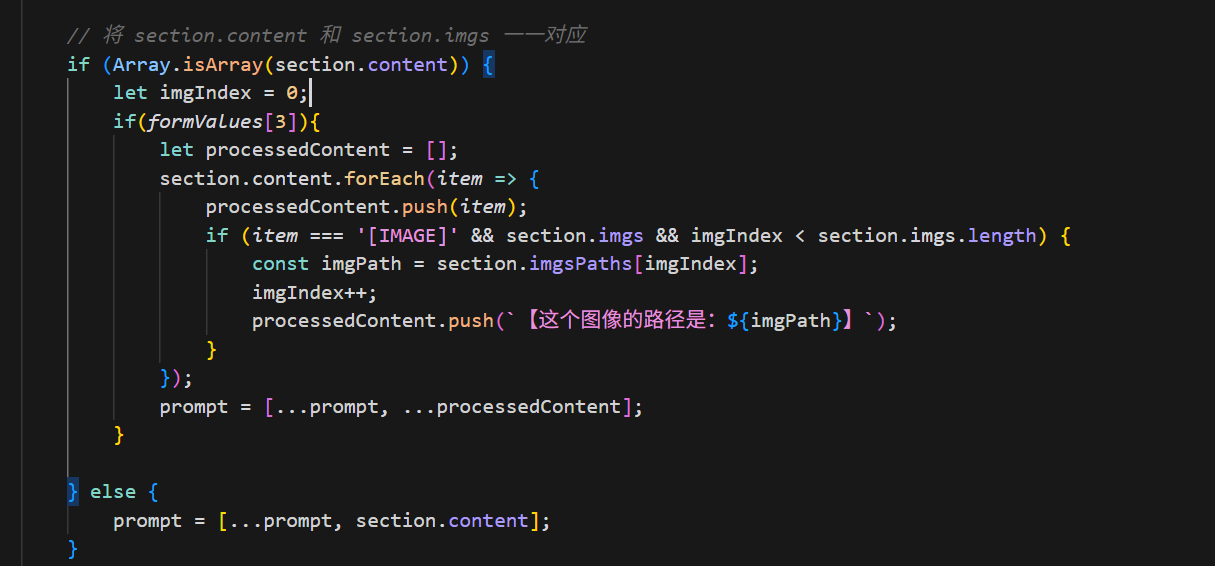 // 将 section.content 和 section.imgs 一一对应
if (Array.isArray(section.content)) {
let imgIndex = 0;
if(formValues[3]){
let processedContent = [];
section.content.forEach(item => {
processedContent.push(item);
if (item === '[IMAGE]' && section.imgs && imgIndex < section.imgs.length) {
const imgPath = section.imgsPaths[imgIndex];
imgIndex++;
processedContent.push(`【这个图像的路径是：${imgPath}】`);
}
});
prompt = [...prompt, ...processedContent];
}
} else {
prompt = [...prompt, section.content];
}